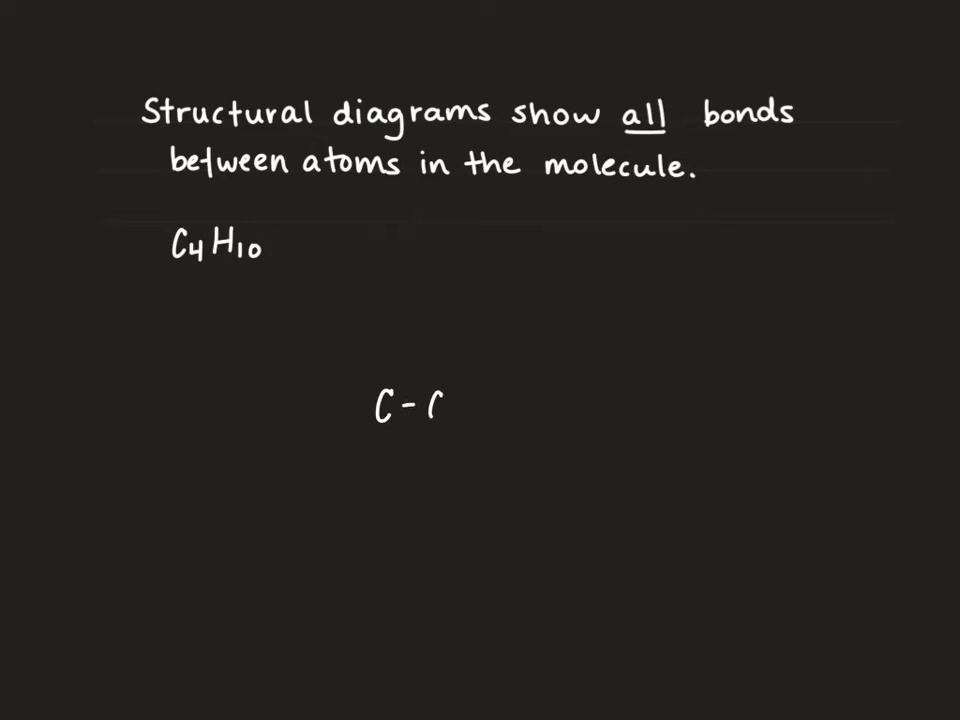 Structural diagrams show all bonds
between atoms in the molecule.
C₄H₁₀
C-C